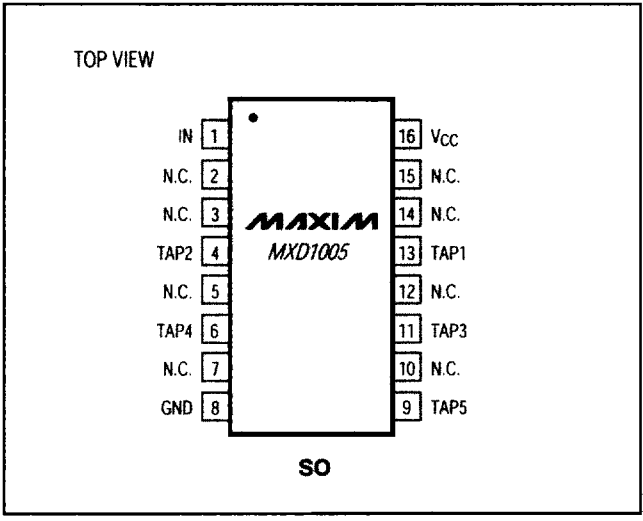 TOP VIEW
IN 1 16 VCC
N.C. 2 15 N.C.
N.C. 3 14 N.C.
MAXIM
TAP2 4 MXD1005 13 TAP1
N.C. 5 12 N.C.
TAP4 6 11 TAP3
N.C. 7 10 N.C.
GND 8 9 TAP5
SO